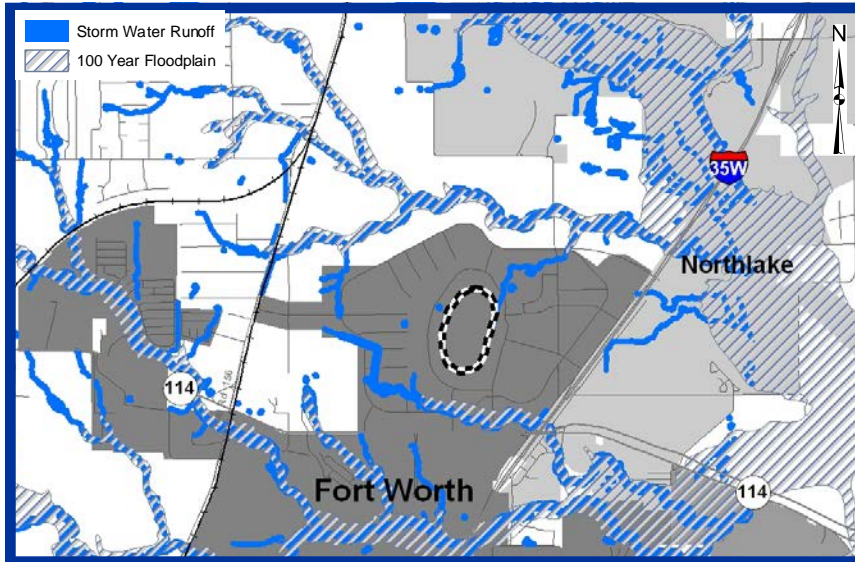 Storm Water Runoff
100 Year Floodplain
N
35W
Northlake
114
Fort Worth
114